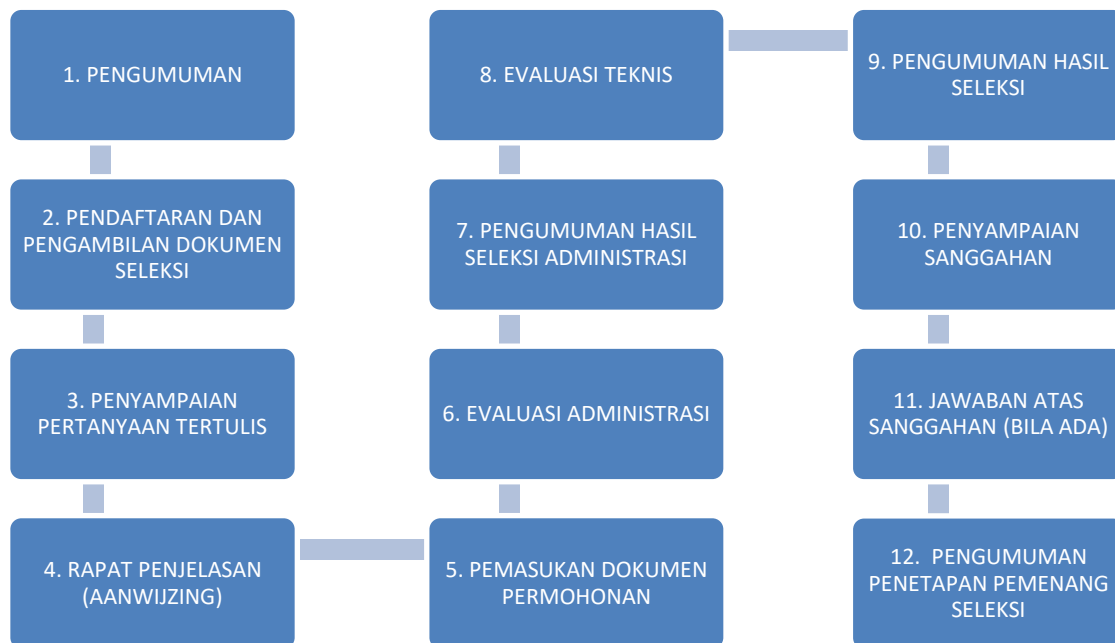 1. PENGUMUMAN
2. PENDAFTARAN DAN
PENGAMBILAN DOKUMEN
SELEKSI
3. PENYAMPAIAN
PERTANYAAN TERTULIS
4. RAPAT PENJELASAN
(AANWIJZING)
5. PEMASUKAN DOKUMEN
PERMOHONAN
6. EVALUASI ADMINISTRASI
7. PENGUMUMAN HASIL
SELEKSI ADMINISTRASI
8. EVALUASI TEKNIS
9. PENGUMUMAN HASIL
SELEKSI
10. PENYAMPAIAN
SANGGAHAN
11. JAWABAN ATAS
SANGGAHAN (BILA ADA)
12. PENGUMUMAN
PENETAPAN PEMENANG
SELEKSI